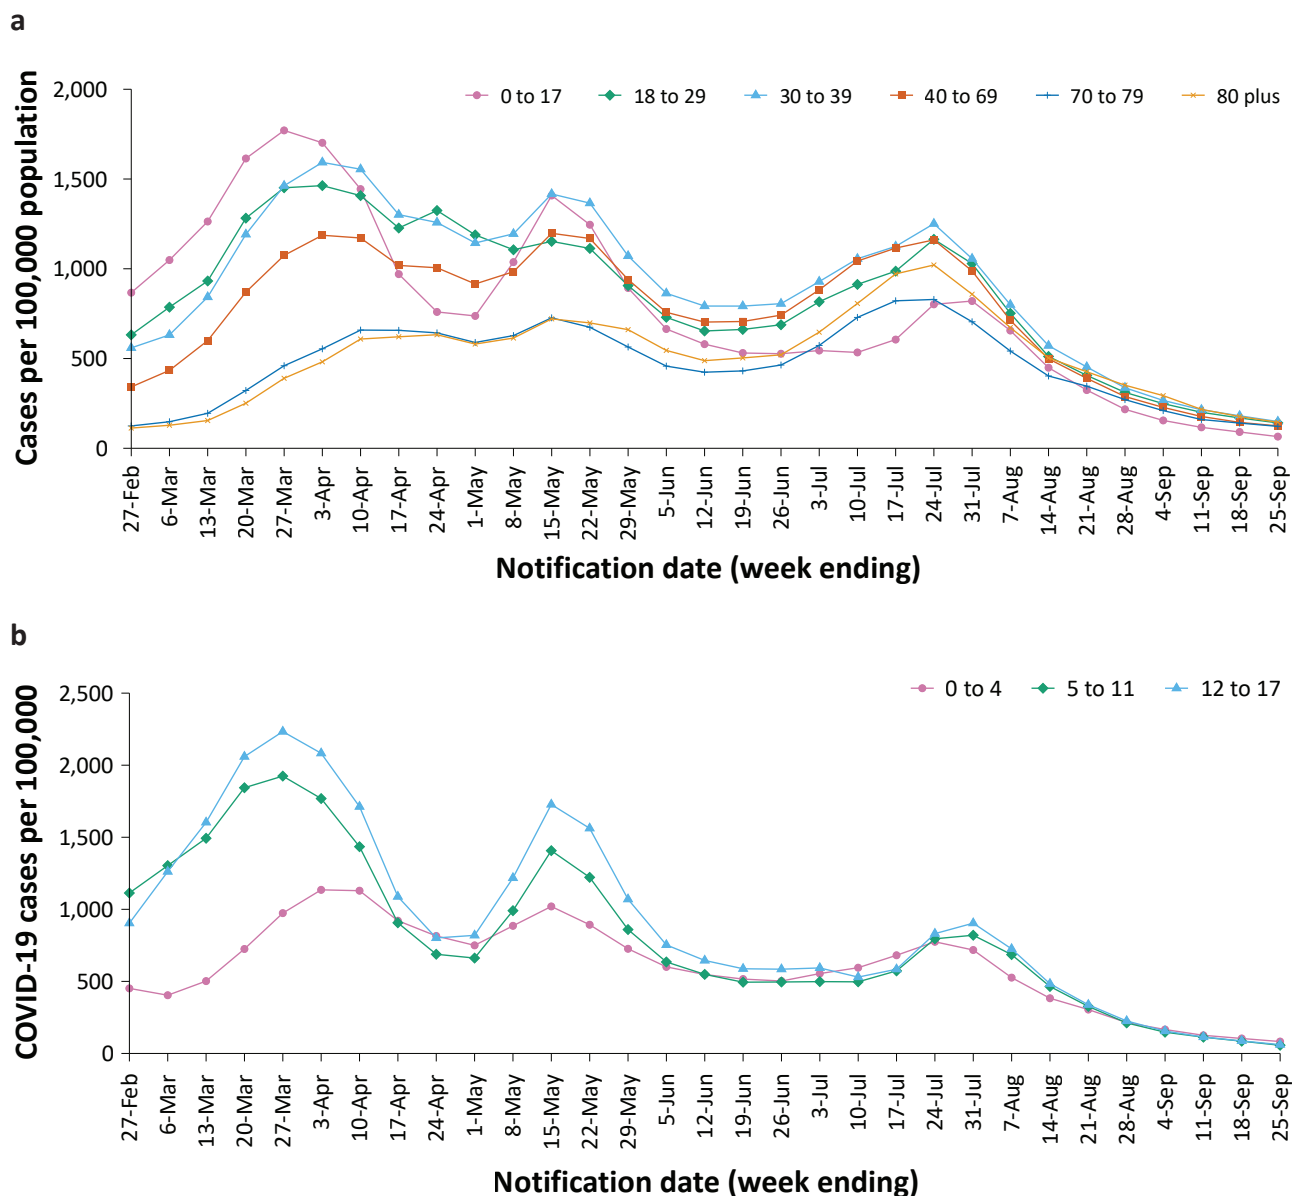 a
Cases per 100,000 population
2,000
1,500
1,000
500
0
0 to 17 18 to 29 30 to 39 40 to 69 70 to 79 80 plus
27-Feb 6-Mar 13-Mar 20-Mar 27-Mar 3-Apr 10-Apr 17-Apr 24-Apr 1-May 8-May 15-May 22-May 29-May 5-Jun 12-Jun 19-Jun 26-Jun 3-Jul 10-Jul 17-Jul 24-Jul 31-Jul 7-Aug 14-Aug 21-Aug 28-Aug 4-Sep 11-Sep 18-Sep 25-Sep
Notification date (week ending)
b
COVID-19 cases per 100,000
2,500
2,000
1,500
1,000
500
0
0 to 4 5 to 11 12 to 17
27-Feb 6-Mar 13-Mar 20-Mar 27-Mar 3-Apr 10-Apr 17-Apr 24-Apr 1-May 8-May 15-May 22-May 29-May 5-Jun 12-Jun 19-Jun 26-Jun 3-Jul 10-Jul 17-Jul 24-Jul 31-Jul 7-Aug 14-Aug 21-Aug 28-Aug 4-Sep 11-Sep 18-Sep 25-Sep
Notification date (week ending)